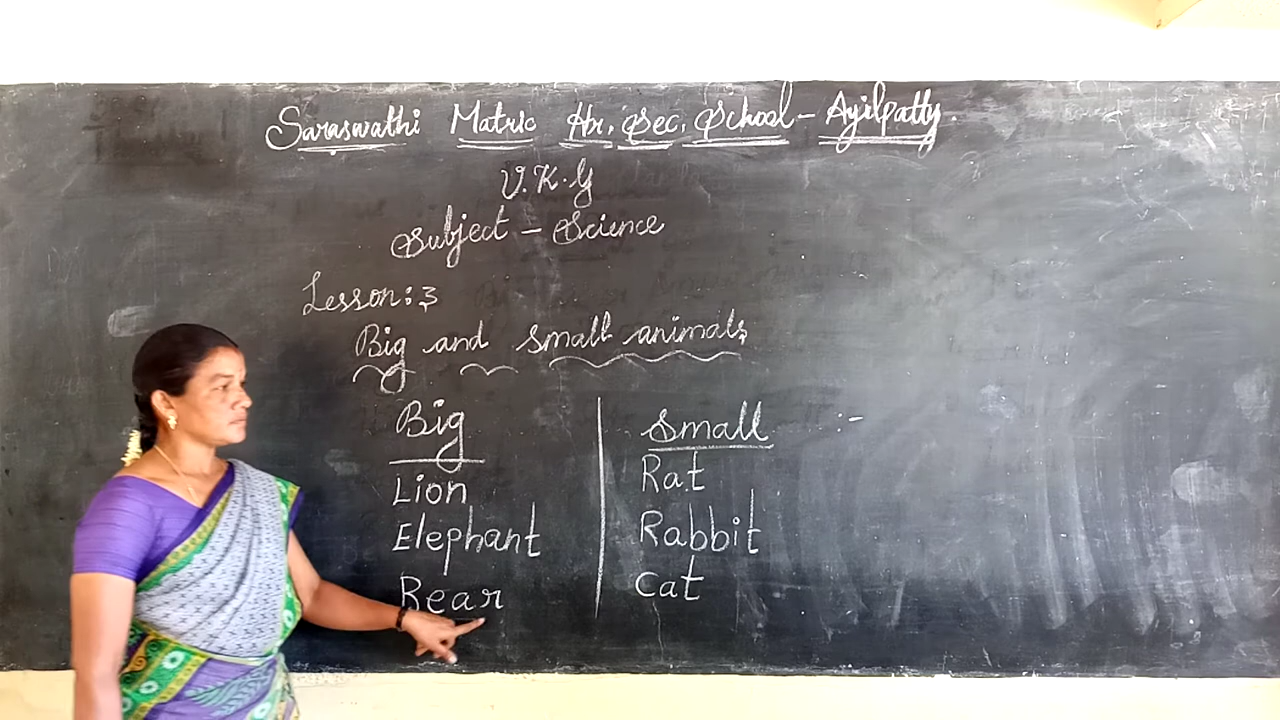 Saraswathi Matric Hr. Sec. School - Ayilpatty.
U.K.G
Subject - Science
Lesson: 3
Big and small animals
Big
Lion
Elephant
Bear
Small :-
Rat
Rabbit
Cat